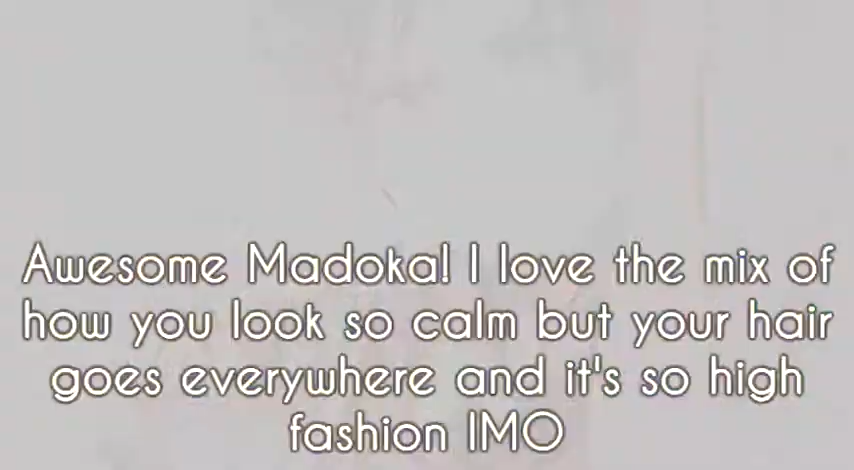 Awesome Madoka! I love the mix of
how you look so calm but your hair
goes everywhere and it's so high
fashion IMO